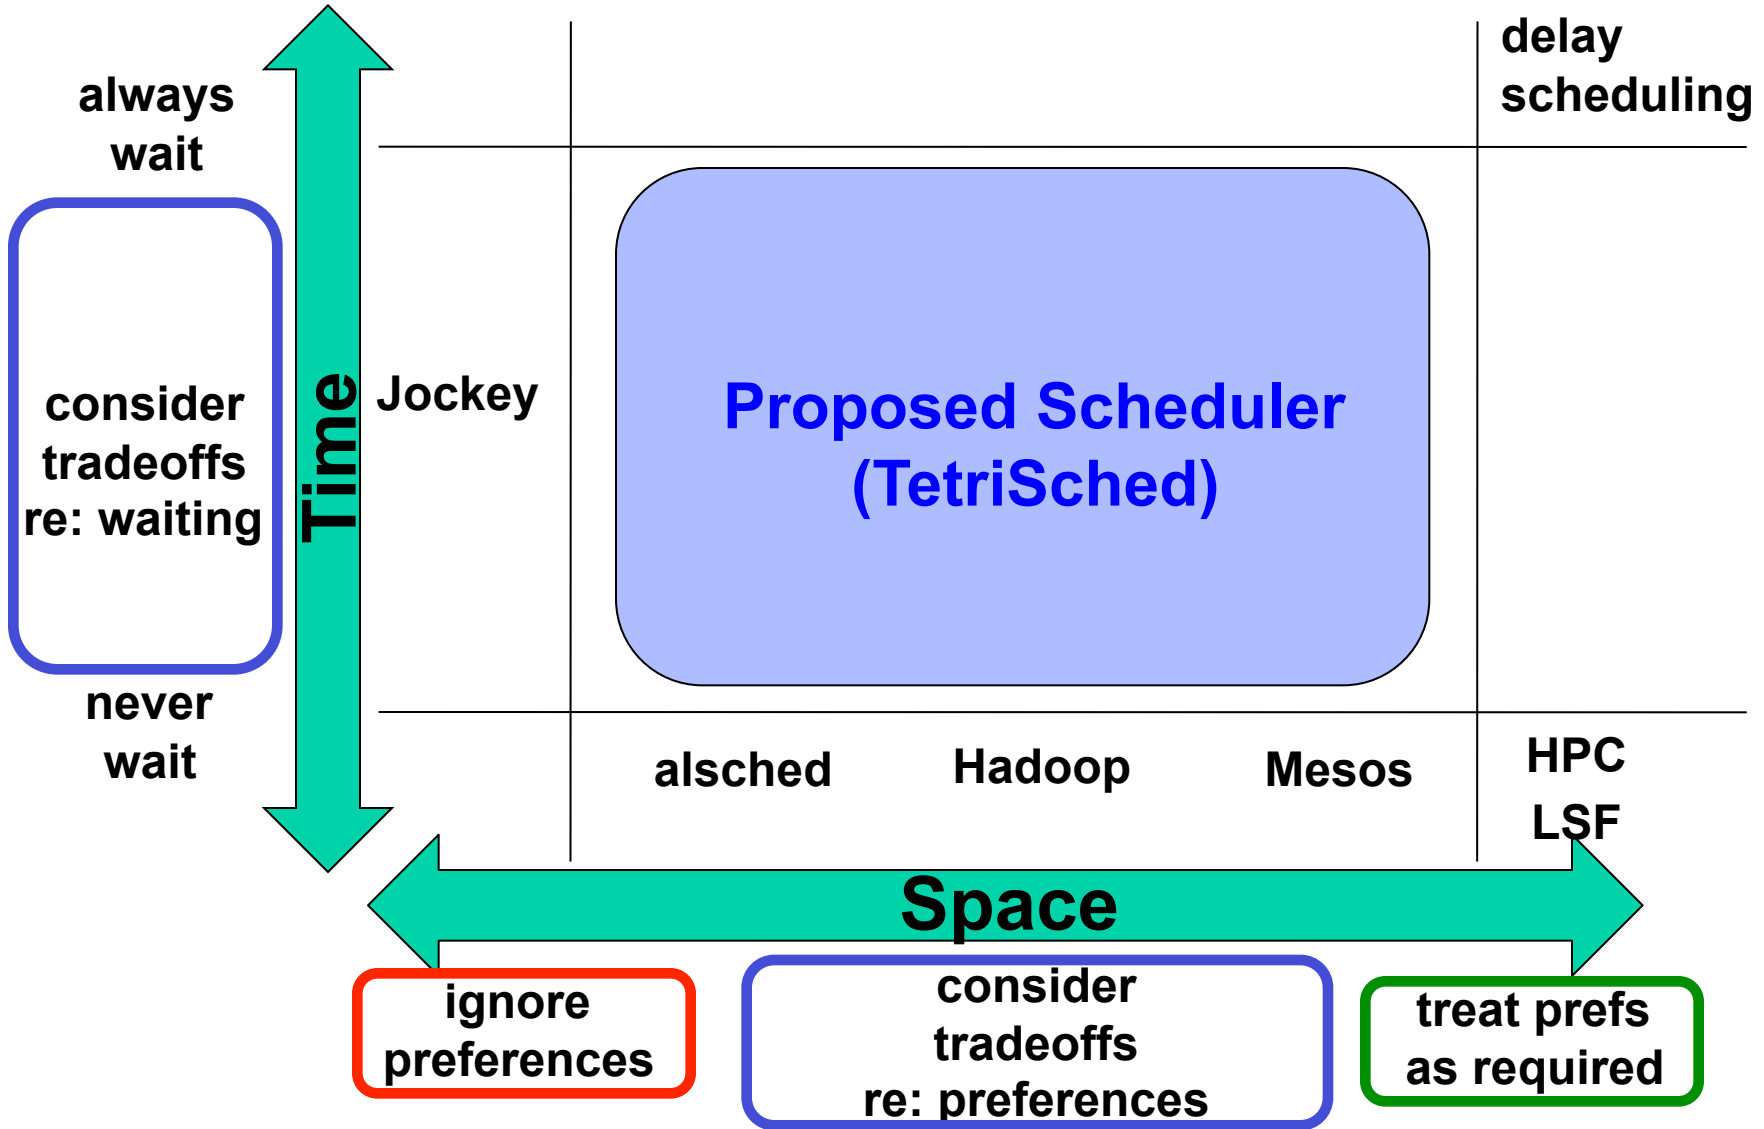 delay
scheduling
always
wait
Time
consider
tradeoffs
re: waiting
Jockey
Proposed Scheduler
(TetriSched)
never
wait
alsched
Hadoop
Mesos
HPC
LSF
Space
ignore
preferences
consider
tradeoffs
re: preferences
treat prefs
as required